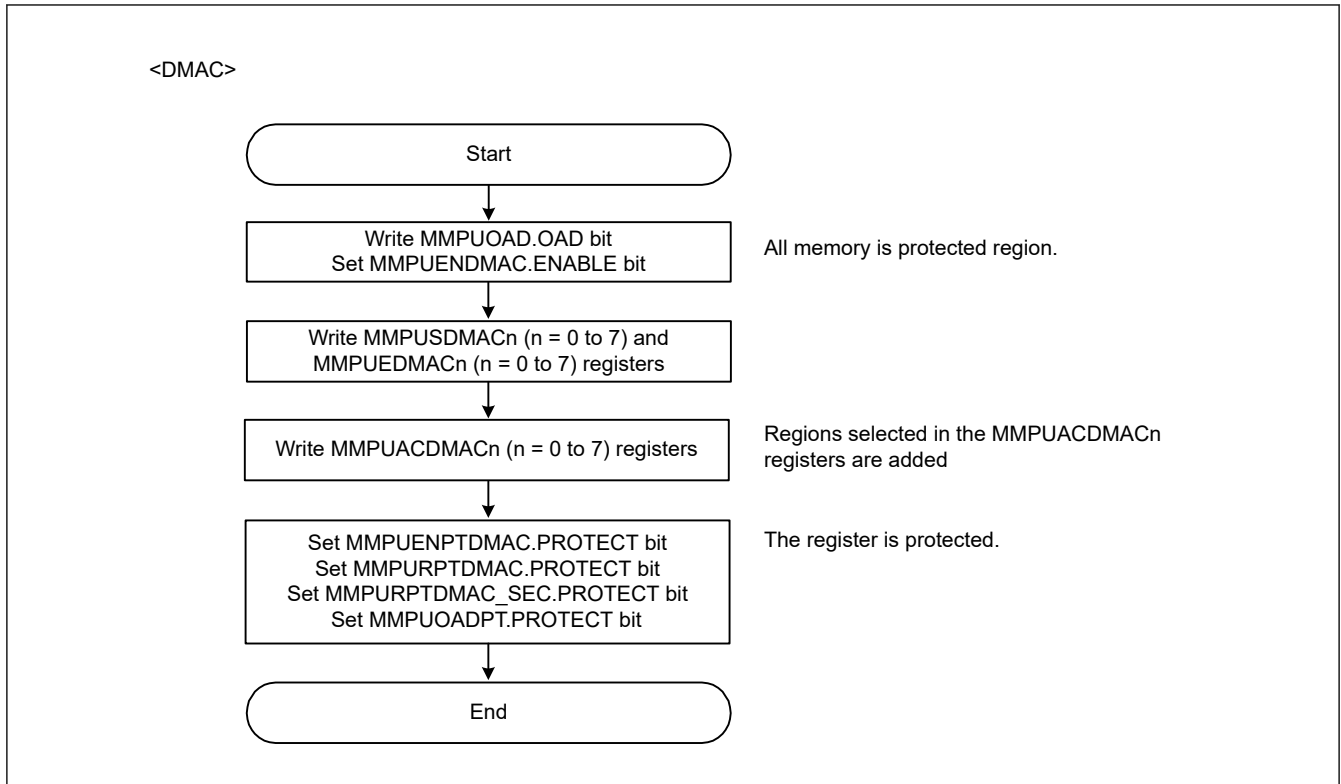 <DMAC>
Start
Write MMPUOAD.OAD bit
Set MMPUENDMAC.ENABLE bit
All memory is protected region.
Write MMPUSDMACn (n = 0 to 7) and
MMPUEDMACn (n = 0 to 7) registers
Write MMPUACDMACn (n = 0 to 7) registers
Regions selected in the MMPUACDMACn
registers are added
Set MMPUENPTDMAC.PROTECT bit
Set MMPURPTDMAC.PROTECT bit
Set MMPURPTDMAC_SEC.PROTECT bit
Set MMPUOADPT.PROTECT bit
The register is protected.
End